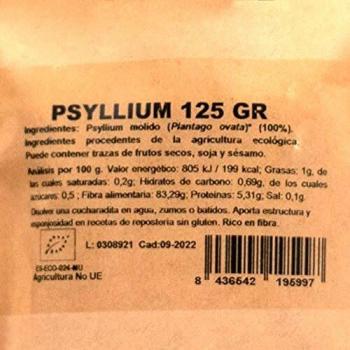 PSYLLIUM 125 GR
Ingredientes: Psyllium molido (Plantago ovata)* (100%).
Ingredientes procedentes de la agricultura ecológica.
Puede contener trazas de frutos secos, soja y sésamo.
Análisis por 100 g. Valor energético: 805 kJ / 199 kcal; Grasas: 1g, de
las cuales saturadas: 0,2g; Hidratos de carbono: 0,69g, de los cuales
azúcares: 0,5 ; Fibra alimentaria: 83,29g; Proteínas: 5,31g; Sal: 0,1g.
Disolver una cucharadita en agua, zumos o batidos. Aporta estructura y
esponjosidad en recetas de repostería sin gluten. Rico en fibra.
L: 0308921 Cad:09-2022
ES-ECO-024-MU
Agricultura No UE
8 436542 195997